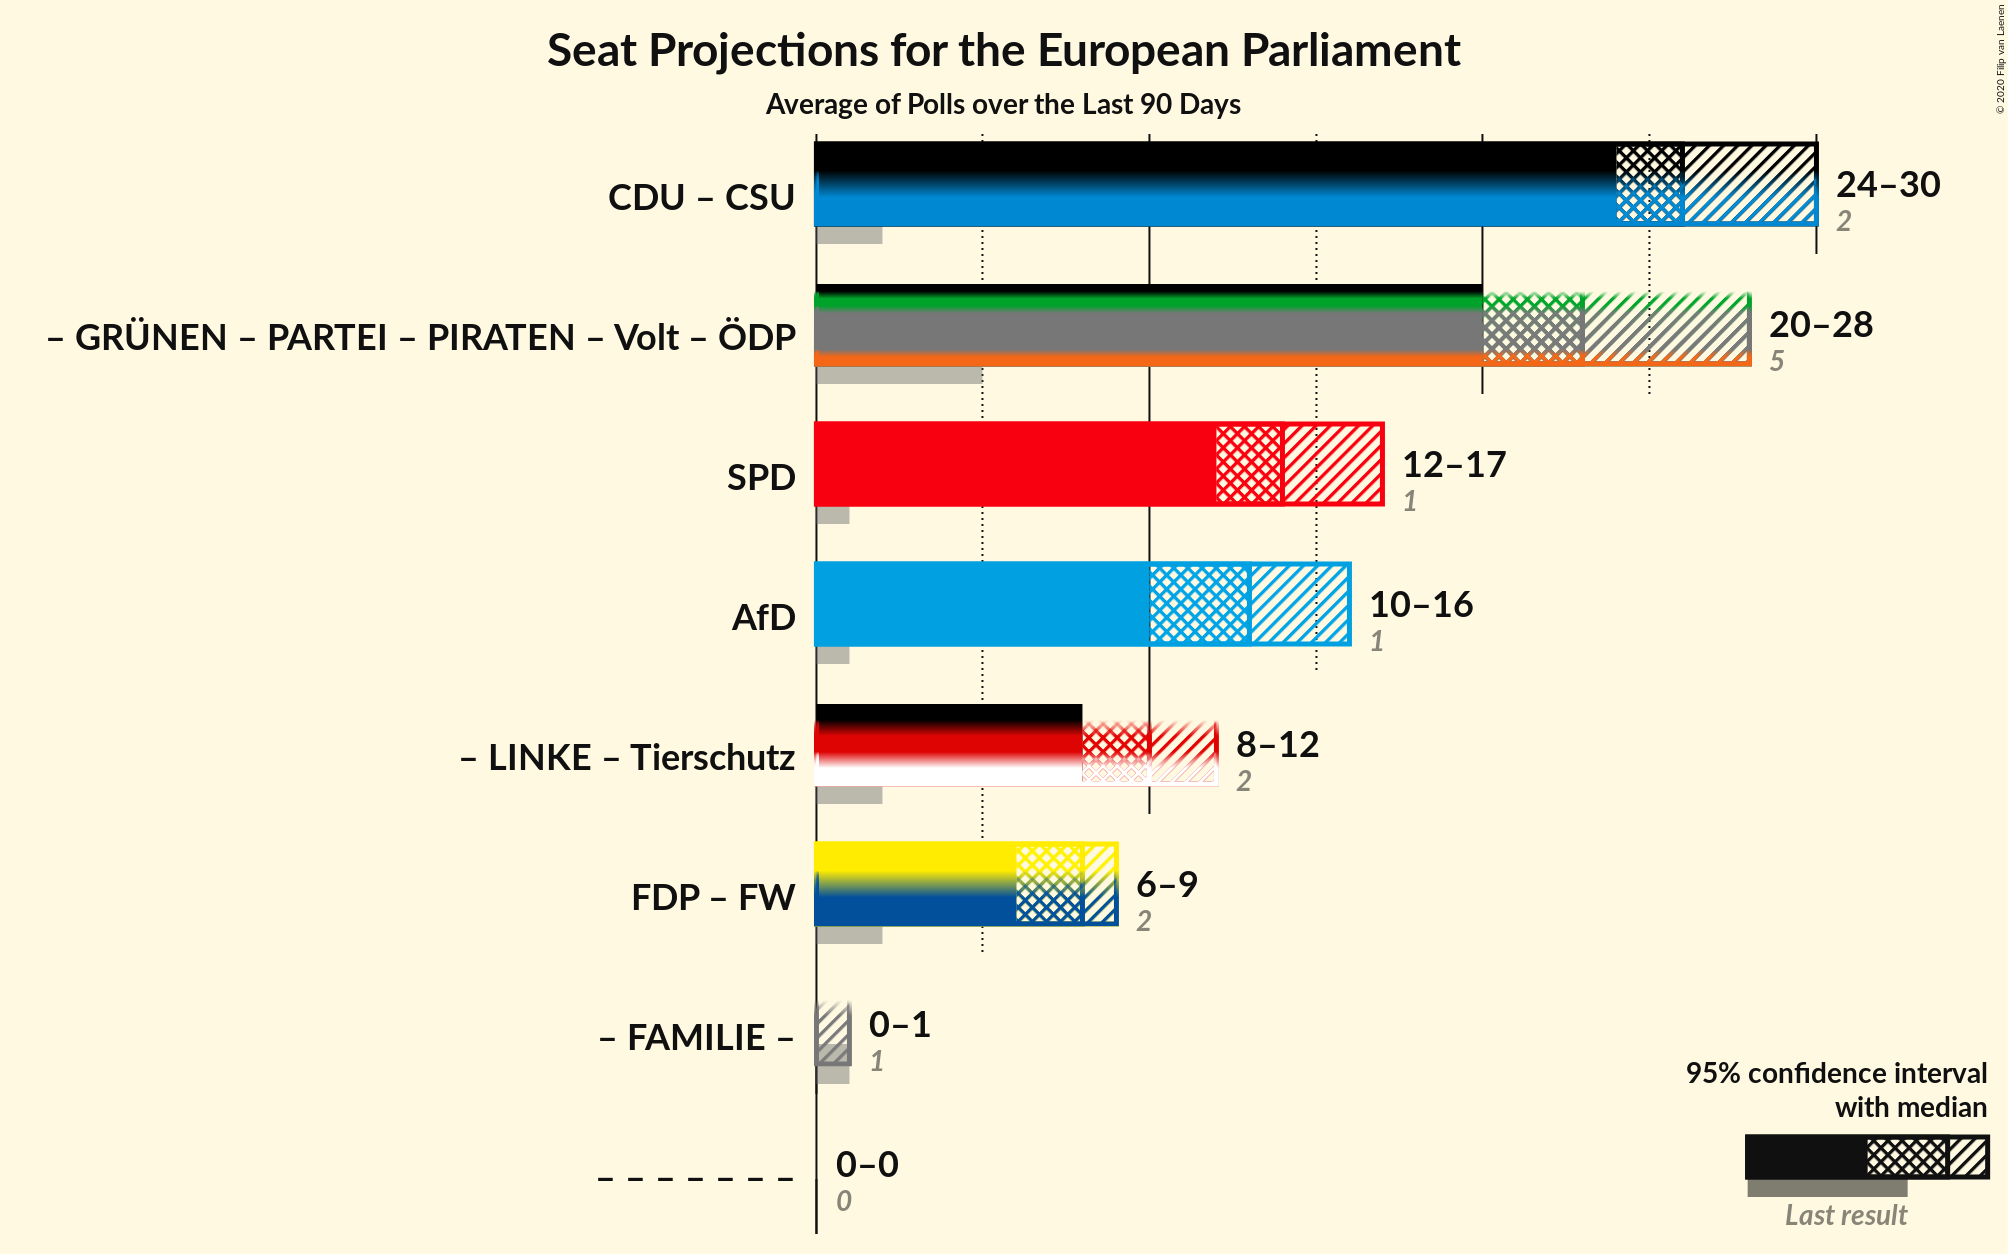 Seat Projections for the European Parliament
Average of Polls over the Last 90 Days
© 2020 Filip van Laenen
CDU – CSU
24–30
2
– GRÜNEN – PARTEI – PIRATEN – Volt – ÖDP
20–28
5
SPD
12–17
1
AfD
10–16
1
– LINKE – Tierschutz
8–12
2
FDP – FW
6–9
2
– FAMILIE –
0–1
1
– – – – – – –
0–0
0
95% confidence interval
with median
Last result